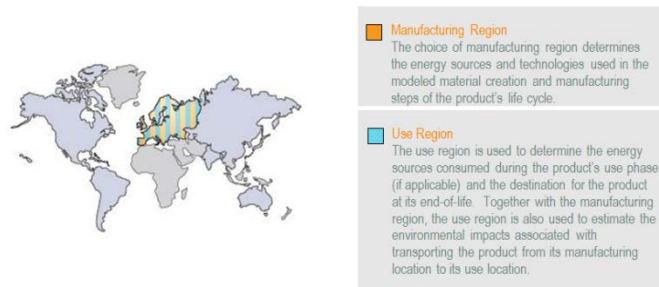 Manufacturing Region
The choice of manufacturing region determines
the energy sources and technologies used in the
modeled material creation and manufacturing
steps of the product's life cycle.
Use Region
The use region is used to determine the energy
sources consumed during the product's use phase
(if applicable) and the destination for the product
at its end-of-life. Together with the manufacturing
region, the use region is also used to estimate the
environmental impacts associated with
transporting the product from its manufacturing
location to its use location.